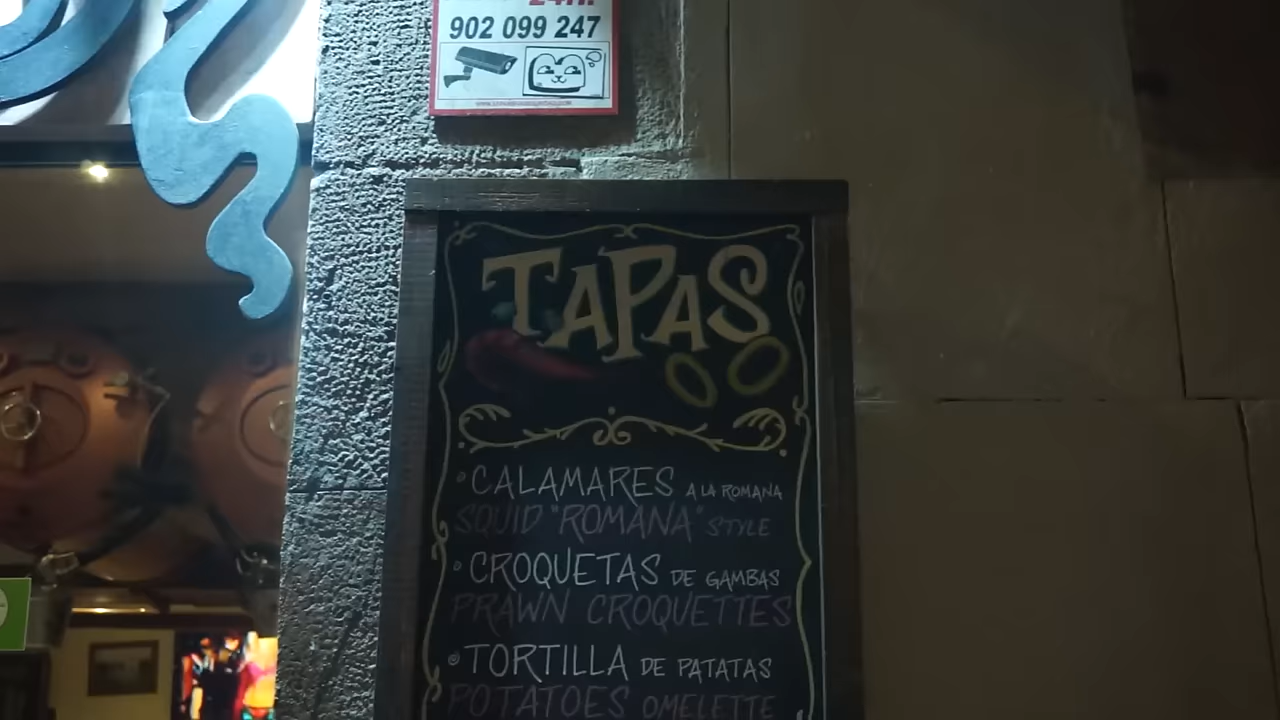 24h.
902 099 247
TAPAS
CALAMARES A LA ROMANA
SQUID "ROMANA" STYLE
CROQUETAS DE GAMBAS
PRAWN CROQUETTES
TORTILLA DE PATATAS
POTATOES OMELETTE